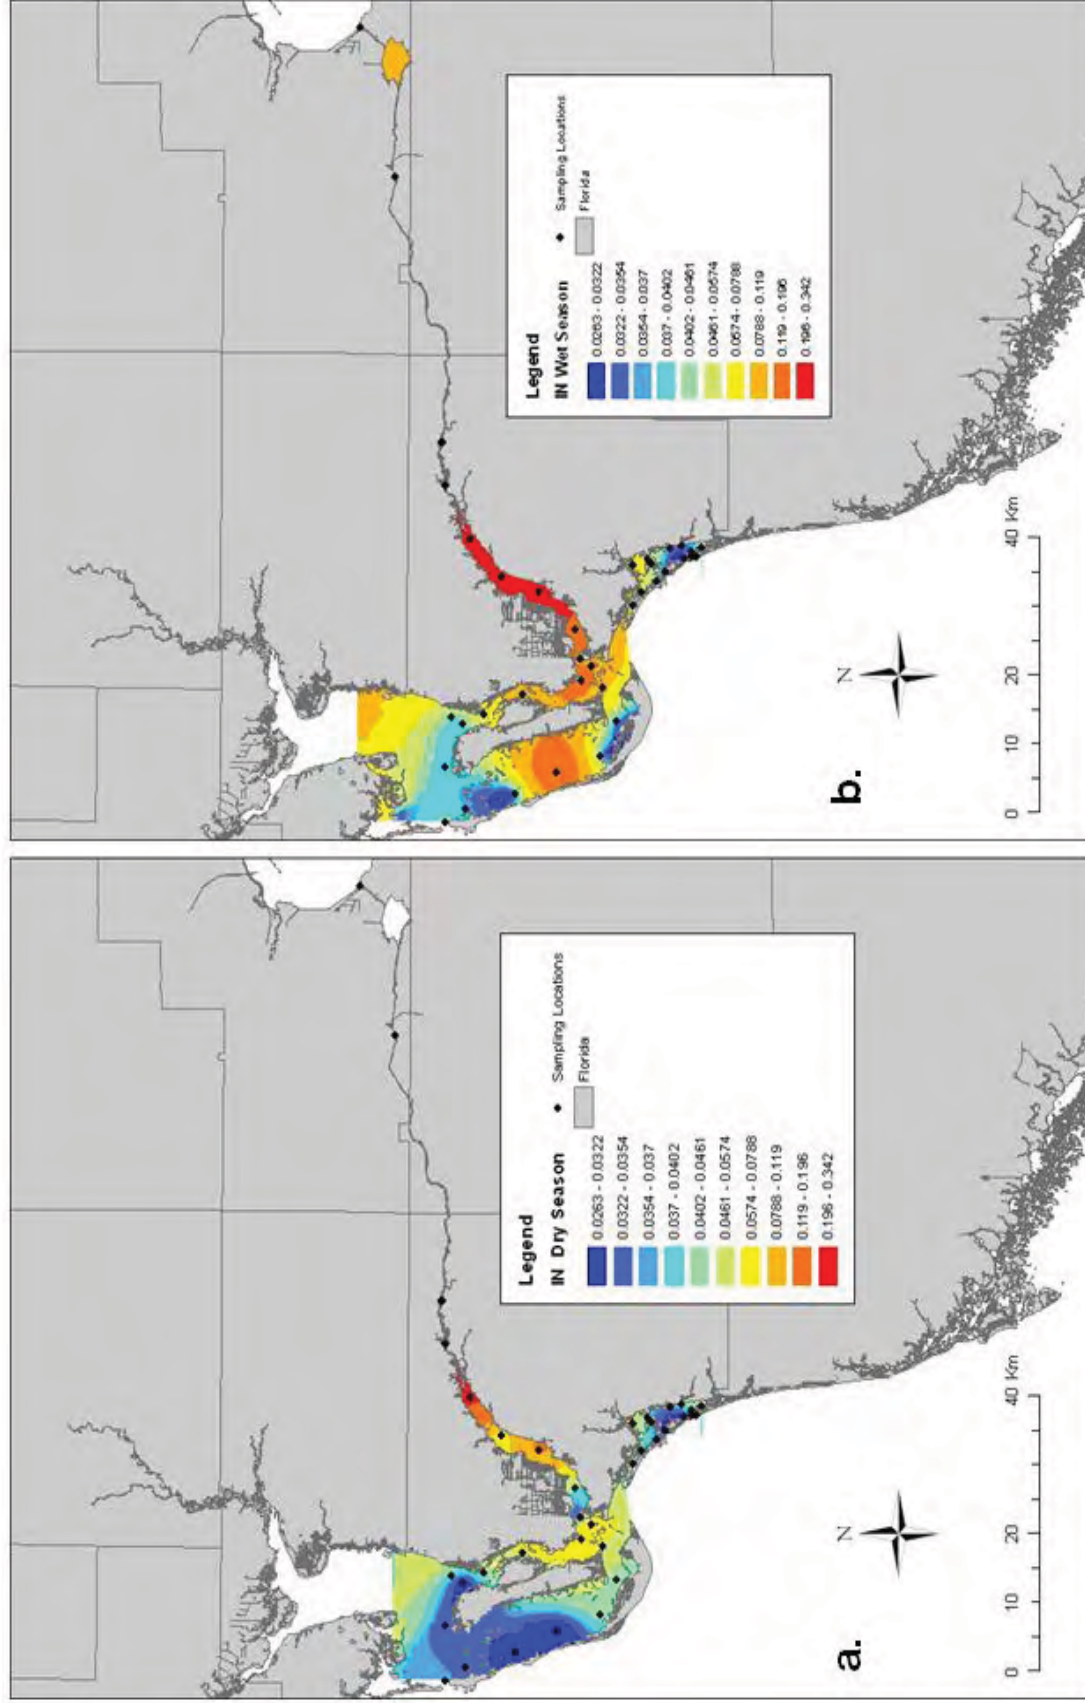 Legend
IN Dry Season
0.0263 - 0.0322
0.0322 - 0.0354
0.0354 - 0.037
0.037 - 0.0402
0.0402 - 0.0461
0.0461 - 0.0574
0.0574 - 0.0788
0.0788 - 0.119
0.119 - 0.196
0.196 - 0.342
Sampling Locations
Florida
N
a.
0 10 20 40 Km
Legend
IN Wet Season
0.0263 - 0.0322
0.0322 - 0.0354
0.0354 - 0.037
0.037 - 0.0402
0.0402 - 0.0461
0.0461 - 0.0574
0.0574 - 0.0788
0.0788 - 0.119
0.119 - 0.196
0.196 - 0.342
Sampling Locations
Florida
N
b.
0 10 20 40 Km